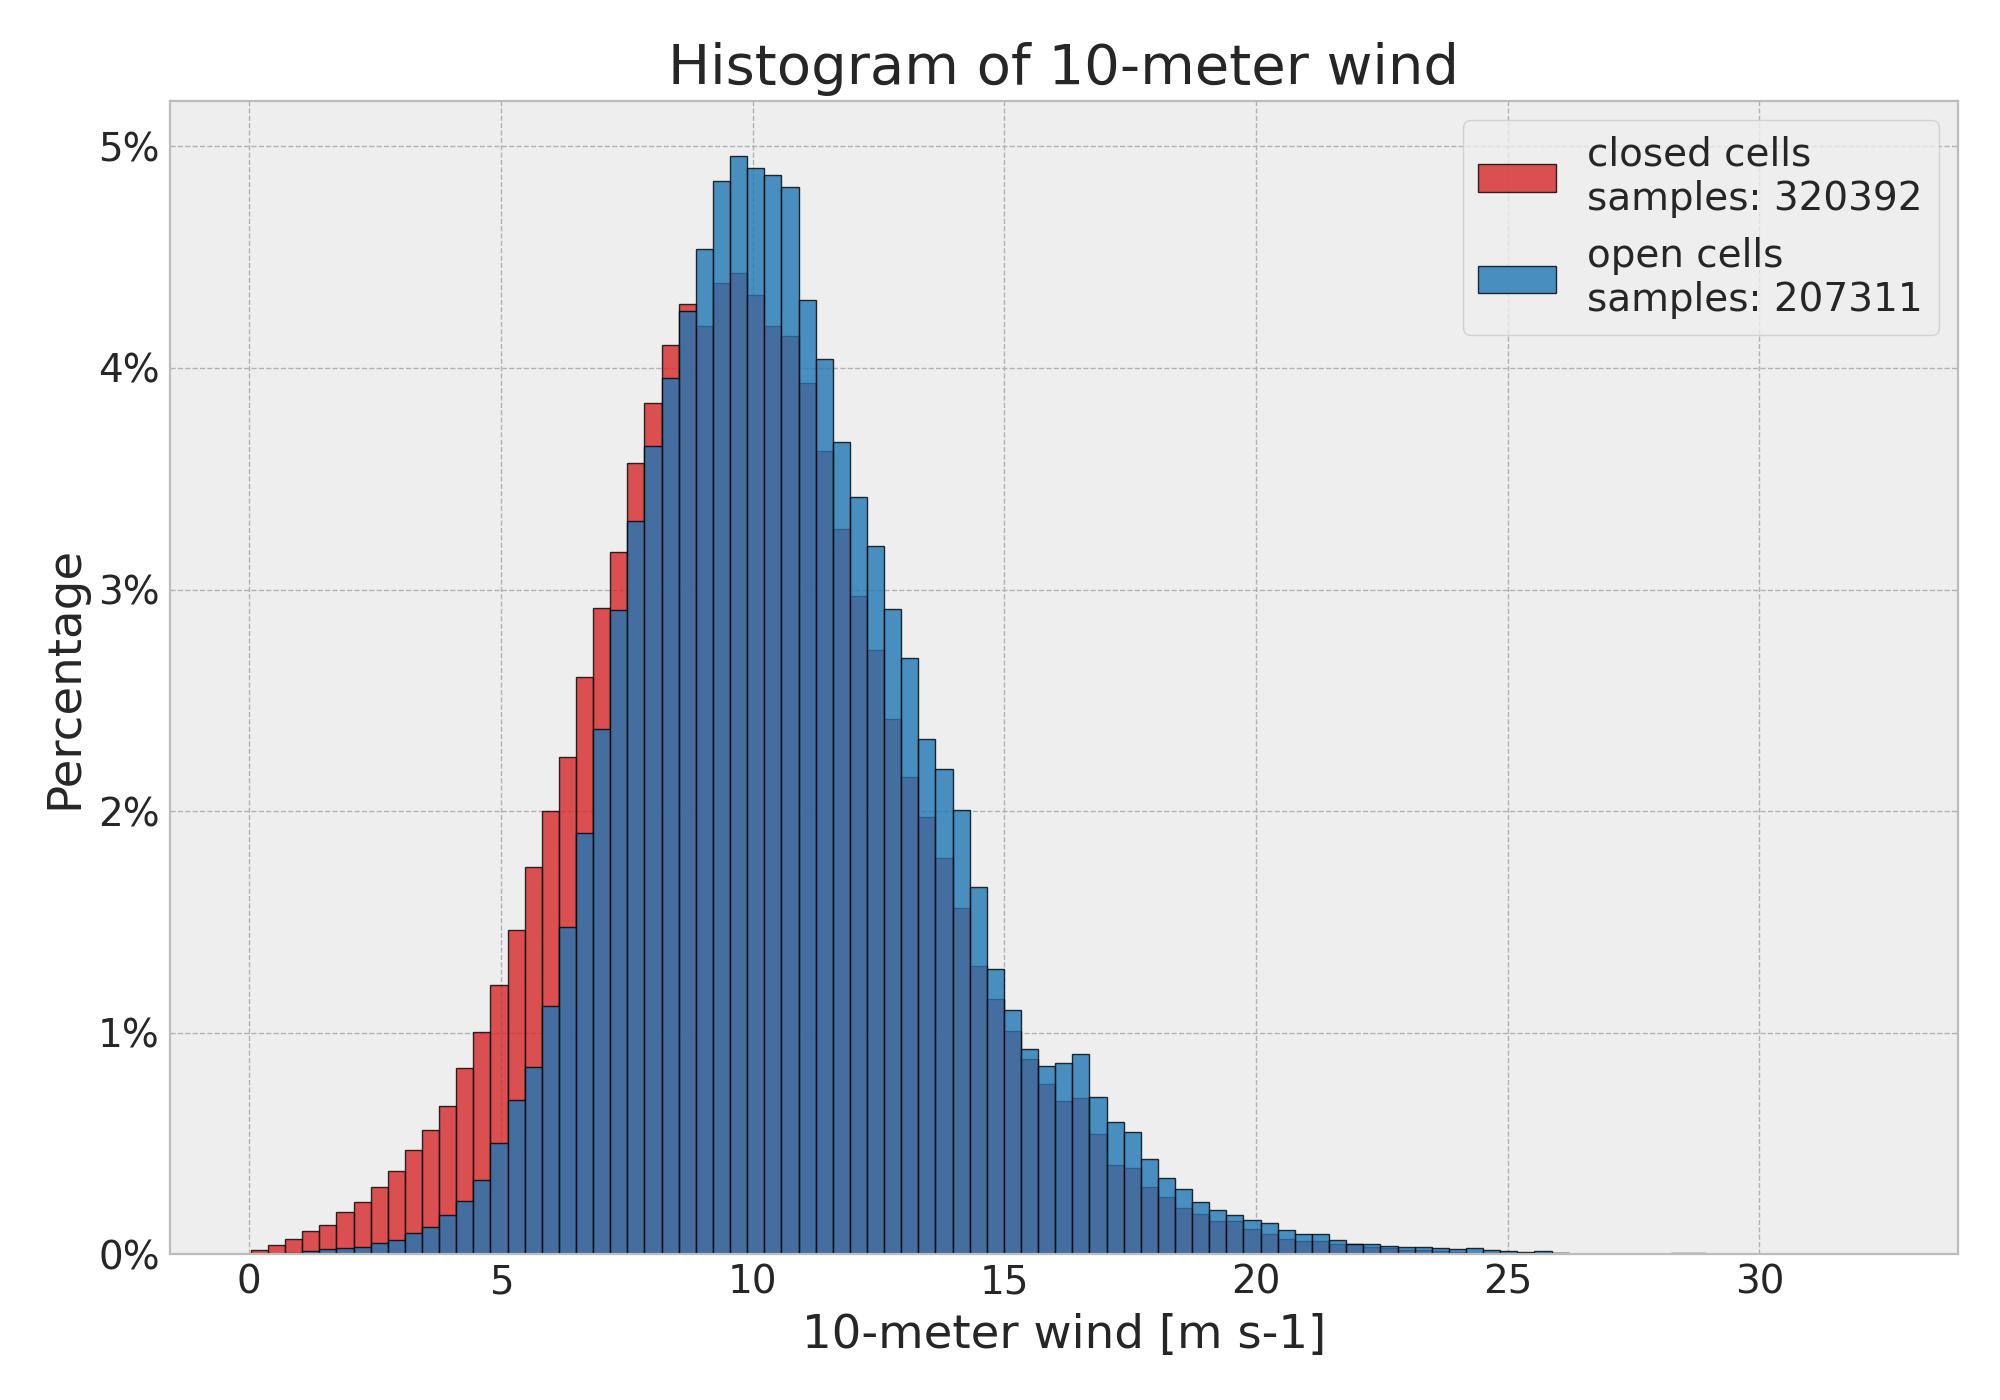 Histogram of 10-meter wind
closed cells
samples: 320392
open cells
samples: 207311
Percentage
5%
4%
3%
2%
1%
0%
0 5 10 15 20 25 30
10-meter wind [m s-1]